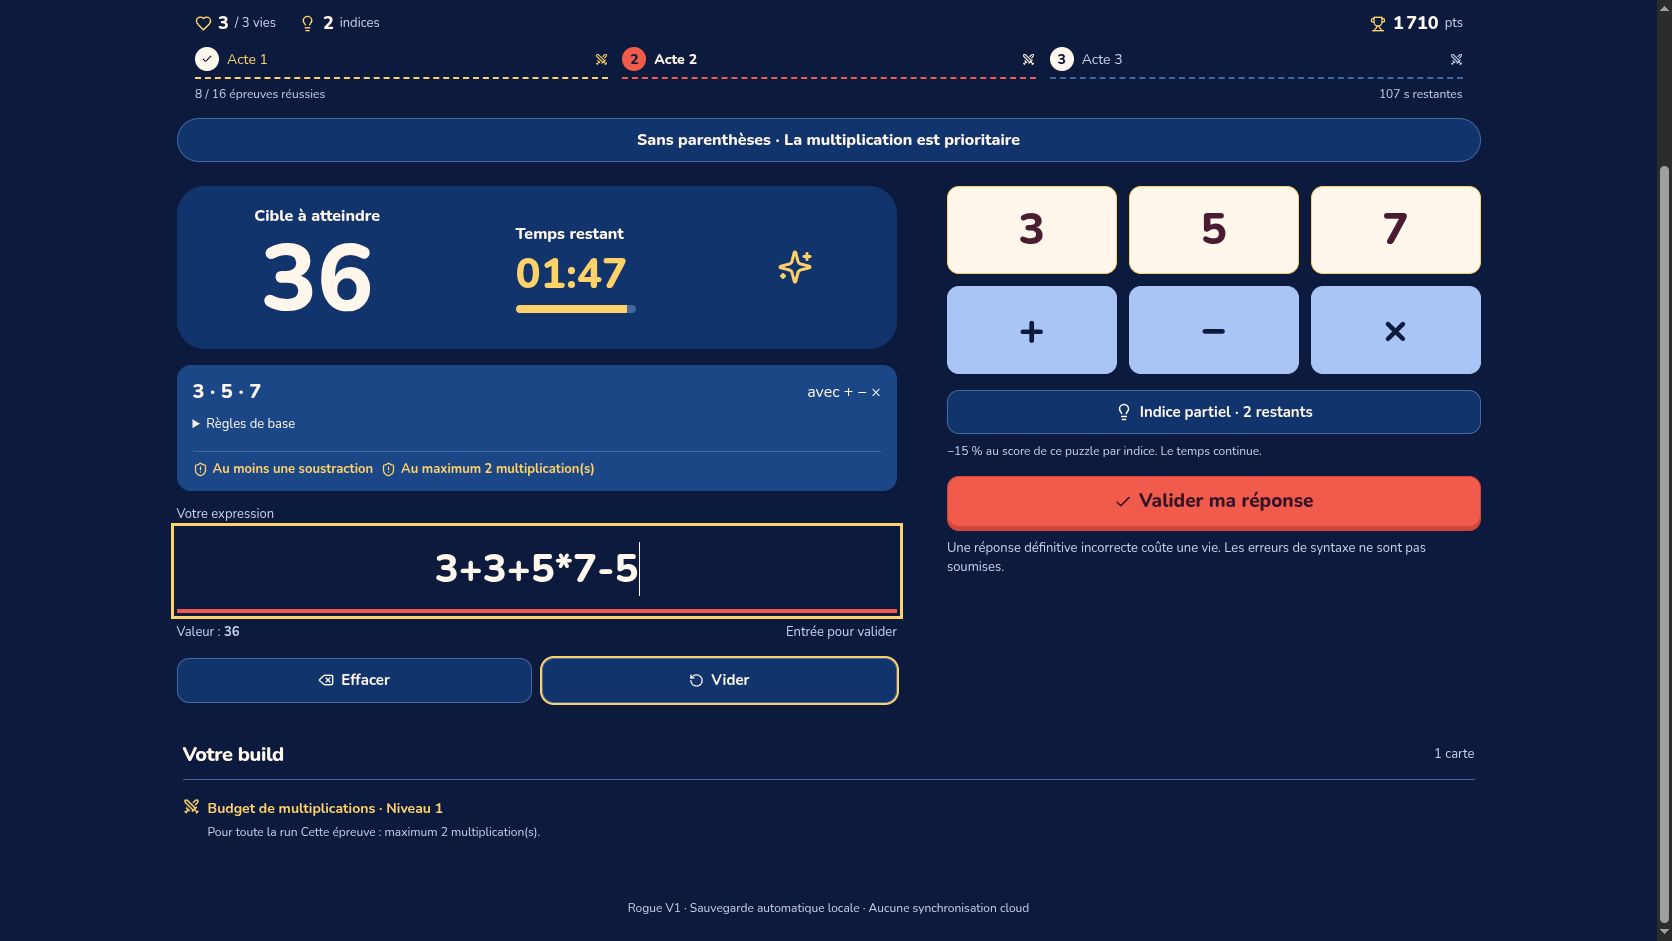 3 / 3 vies 2 indices 1 710 pts
Acte 1 2 Acte 2 3 Acte 3
8 / 16 épreuves réussies 107 s restantes
Sans parenthèses · La multiplication est prioritaire
Cible à atteindre
36
Temps restant
01:47
3 5 7
+ − ×
3 · 5 · 7 avec + − ×
Règles de base
Au moins une soustraction Au maximum 2 multiplication(s)
Indice partiel · 2 restants
−15 % au score de ce puzzle par indice. Le temps continue.
Valider ma réponse
Une réponse définitive incorrecte coûte une vie. Les erreurs de syntaxe ne sont pas
soumises.
Votre expression
3+3+5*7-5
Valeur : 36 Entrée pour valider
Effacer Vider
Votre build 1 carte
Budget de multiplications · Niveau 1
Pour toute la run Cette épreuve : maximum 2 multiplication(s).
Rogue V1 · Sauvegarde automatique locale · Aucune synchronisation cloud